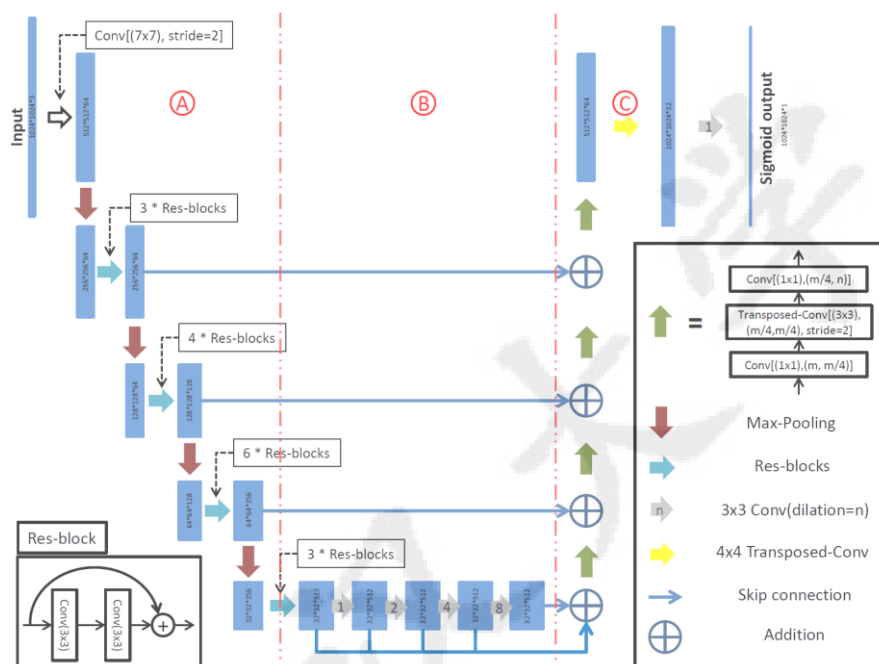 Conv[(7x7), stride=2]
Input
1024*1024*3
512*512*64
A
B
C
512*512*64
1024*1024*32
1
Sigmoid output
1024*1024*1
3 * Res-blocks
256*256*64
256*256*64
4 * Res-blocks
128*128*64
128*128*128
6 * Res-blocks
64*64*128
64*64*256
3 * Res-blocks
32*32*256
32*32*512
1
32*32*512
2
32*32*512
4
32*32*512
8
32*32*512
Res-block
Conv(3x3)
Conv(3x3)
+
=
Conv[(1x1),(m/4, n)]
Transposed-Conv[(3x3),
(m/4,m/4), stride=2]
Conv[(1x1),(m, m/4)]
Max-Pooling
Res-blocks
n
3x3 Conv(dilation=n)
4x4 Transposed-Conv
Skip connection
Addition